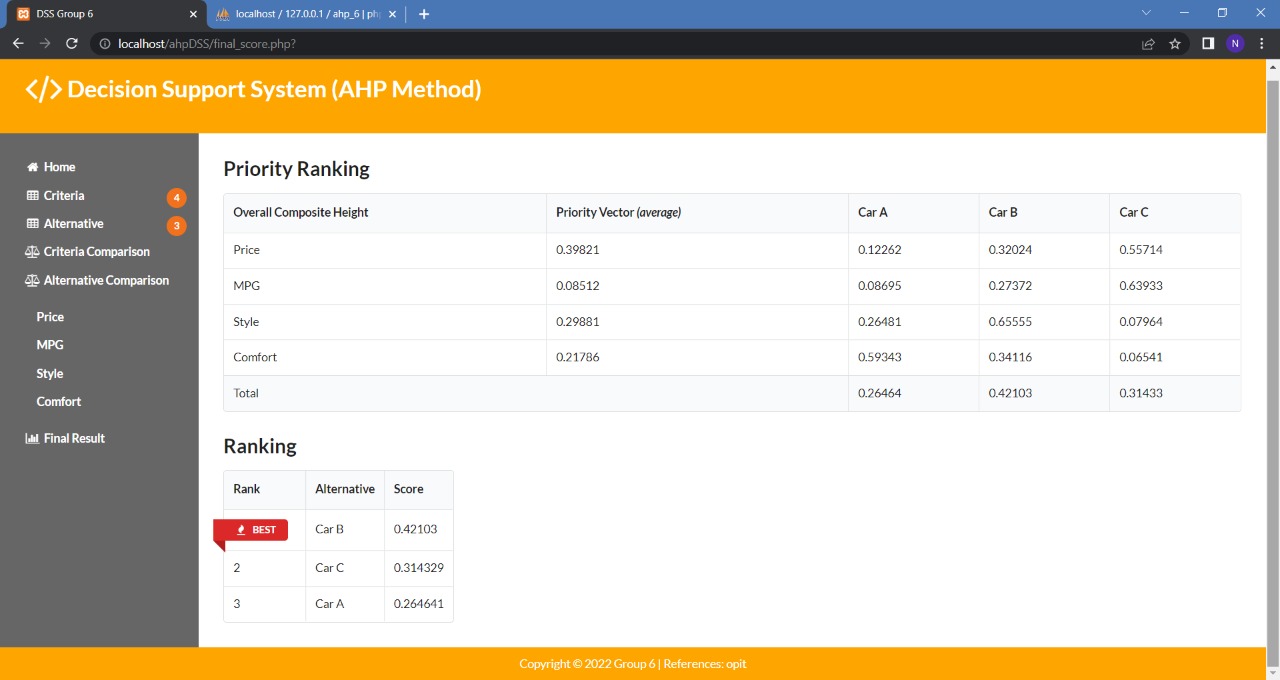 DSS Group 6
localhost / 127.0.0.1 / ahp_6 | ph
localhost/ahpDSS/final_score.php?
N
</> Decision Support System (AHP Method)
Home
Criteria 4
Alternative 3
Criteria Comparison
Alternative Comparison
Price
MPG
Style
Comfort
Final Result
Priority Ranking
Overall Composite Height Priority Vector (average) Car A Car B Car C
Price 0.39821 0.12262 0.32024 0.55714
MPG 0.08512 0.08695 0.27372 0.63933
Style 0.29881 0.26481 0.65555 0.07964
Comfort 0.21786 0.59343 0.34116 0.06541
Total 0.26464 0.42103 0.31433
Ranking
Rank Alternative Score
BEST Car B 0.42103
2 Car C 0.314329
3 Car A 0.264641
Copyright © 2022 Group 6 | References: opit